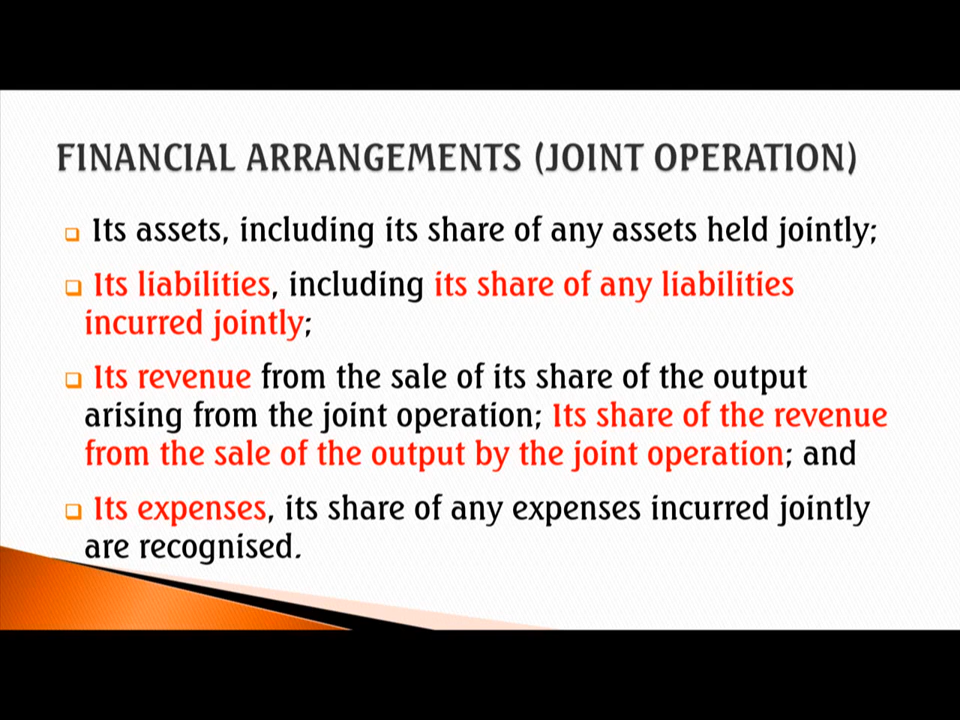 FINANCIAL ARRANGEMENTS (JOINT OPERATION)
Its assets, including its share of any assets held jointly;
Its liabilities, including its share of any liabilities
incurred jointly;
Its revenue from the sale of its share of the output
arising from the joint operation; Its share of the revenue
from the sale of the output by the joint operation; and
Its expenses, its share of any expenses incurred jointly
are recognised.